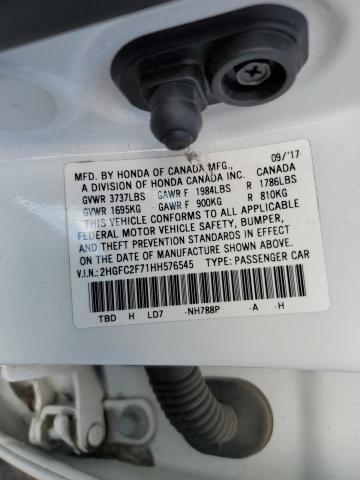 MFD. BY HONDA OF CANADA MFG., 09/'17
A DIVISION OF HONDA CANADA INC. CANADA
GVWR 3737LBS GAWR F 1984LBS R 1786LBS
GVWR 1695KG GAWR F 900KG R 810KG
THIS VEHICLE CONFORMS TO ALL APPLICABLE
FEDERAL MOTOR VEHICLE SAFETY, BUMPER,
AND THEFT PREVENTION STANDARDS IN EFFECT
ON THE DATE OF MANUFACTURE SHOWN ABOVE.
V.I.N.: 2HGFC2F71HH576545 TYPE: PASSENGER CAR
TBD H LD7 -NH788P -A -H